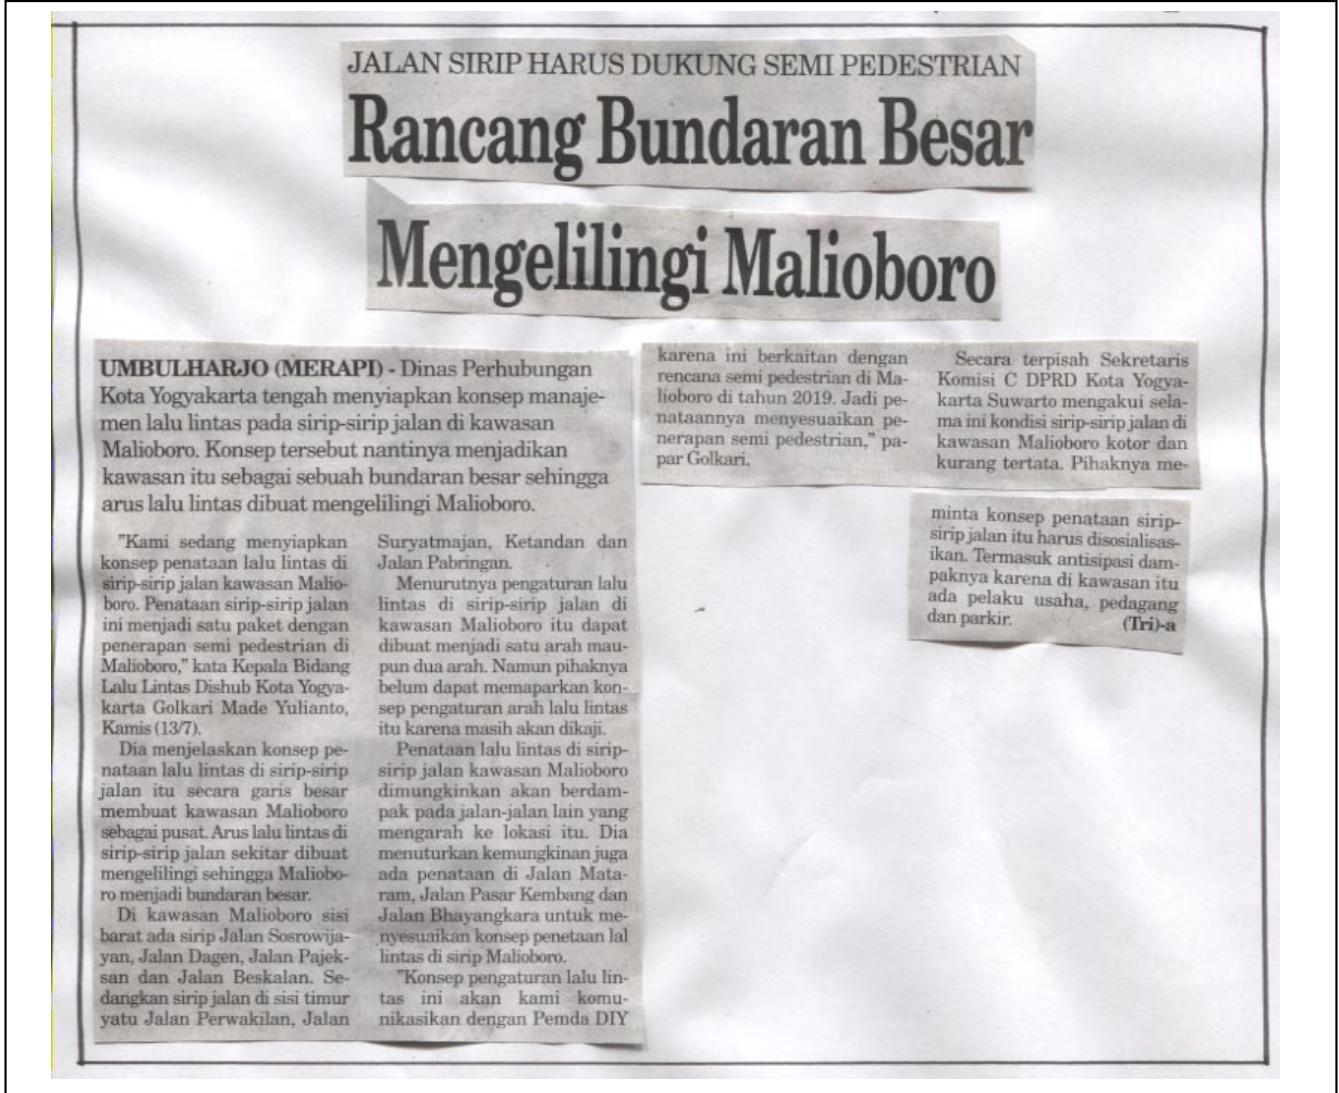 JALAN SIRIP HARUS DUKUNG SEMI PEDESTRIAN
Rancang Bundaran Besar
Mengelilingi Malioboro
UMBULHARJO (MERAPI) - Dinas Perhubungan
Kota Yogyakarta tengah menyiapkan konsep manaje-
men lalu lintas pada sirip-sirip jalan di kawasan
Malioboro. Konsep tersebut nantinya menjadikan
kawasan itu sebagai sebuah bundaran besar sehingga
arus lalu lintas dibuat mengelilingi Malioboro.
"Kami sedang menyiapkan
konsep penataan lalu lintas di
sirip-sirip jalan kawasan Malio-
boro. Penataan sirip-sirip jalan
ini menjadi satu paket dengan
penerapan semi pedestrian di
Malioboro," kata Kepala Bidang
Lalu Lintas Dishub Kota Yogya-
karta Golkari Made Yulianto,
Kamis (13/7).
Dia menjelaskan konsep pe-
nataan lalu lintas di sirip-sirip
jalan itu secara garis besar
membuat kawasan Malioboro
sebagai pusat. Arus lalu lintas di
sirip-sirip jalan sekitar dibuat
mengelilingi sehingga Maliobo-
ro menjadi bundaran besar.
Di kawasan Malioboro sisi
barat ada sirip Jalan Sosrowija-
yan, Jalan Dagen, Jalan Pajek-
san dan Jalan Beskalan. Se-
dangkan sirip jalan di sisi timur
yatu Jalan Perwakilan, Jalan
Suryatmajan, Ketandan dan
Jalan Pabringan.
Menurutnya pengaturan lalu
lintas di sirip-sirip jalan di
kawasan Malioboro itu dapat
dibuat menjadi satu arah mau-
pun dua arah. Namun pihaknya
belum dapat memaparkan kon-
sep pengaturan arah lalu lintas
itu karena masih akan dikaji.
Penataan lalu lintas di sirip-
sirip jalan kawasan Malioboro
dimungkinkan akan berdam-
pak pada jalan-jalan lain yang
mengarah ke lokasi itu. Dia
menuturkan kemungkinan juga
ada penataan di Jalan Mata-
ram, Jalan Pasar Kembang dan
Jalan Bhayangkara untuk me-
nyesuaikan konsep penetaan lal
lintas di sirip Malioboro.
"Konsep pengaturan lalu lin-
tas ini akan kami komu-
nikasikan dengan Pemda DIY
karena ini berkaitan dengan
rencana semi pedestrian di Ma-
lioboro di tahun 2019. Jadi pe-
nataannya menyesuaikan pe-
nerapan semi pedestrian," pa-
par Golkari.
Secara terpisah Sekretaris
Komisi C DPRD Kota Yogya-
karta Suwarto mengakui sela-
ma ini kondisi sirip-sirip jalan di
kawasan Malioboro kotor dan
kurang tertata. Pihaknya me-
minta konsep penataan sirip-
sirip jalan itu harus disosialisas-
ikan. Termasuk antisipasi dam-
paknya karena di kawasan itu
ada pelaku usaha, pedagang
dan parkir. (Tri)-a